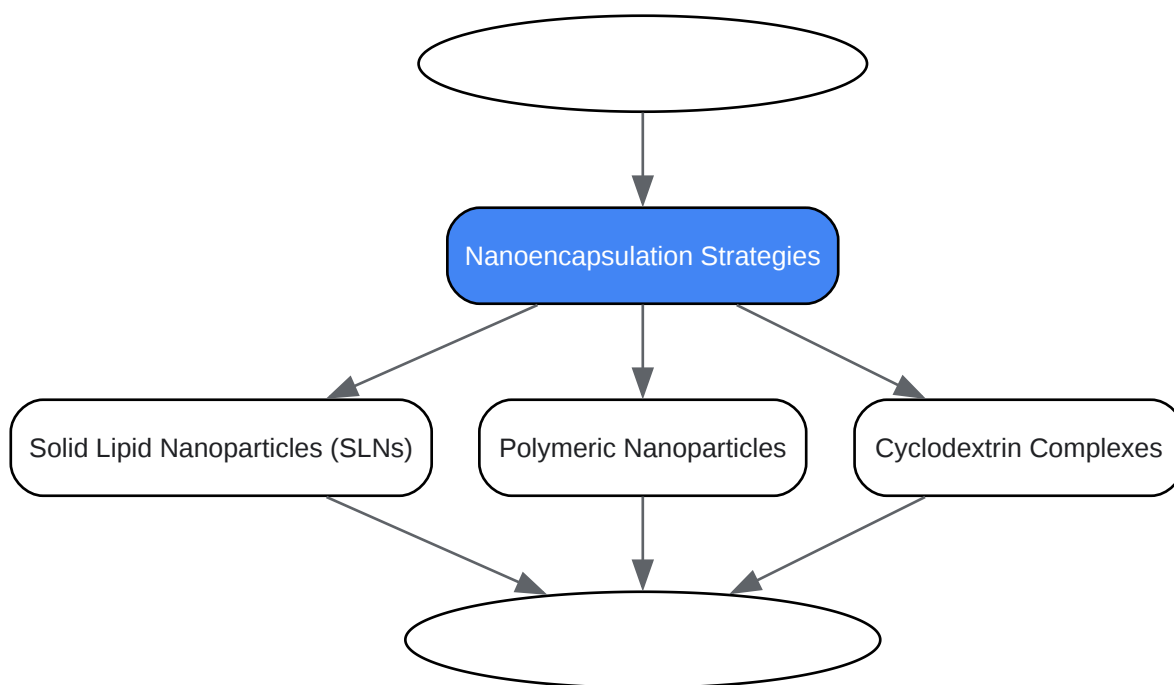 Nanoencapsulation Strategies
Solid Lipid Nanoparticles (SLNs)
Polymeric Nanoparticles
Cyclodextrin Complexes